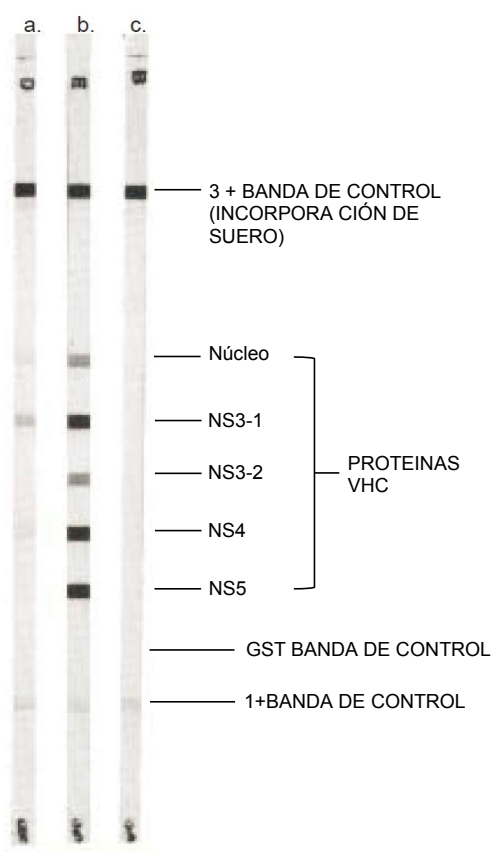 a. b. c.
3 + BANDA DE CONTROL
(INCORPORA CIÓN DE
SUERO)
Núcleo
NS3-1
NS3-2
PROTEINAS
VHC
NS4
NS5
GST BANDA DE CONTROL
1+BANDA DE CONTROL